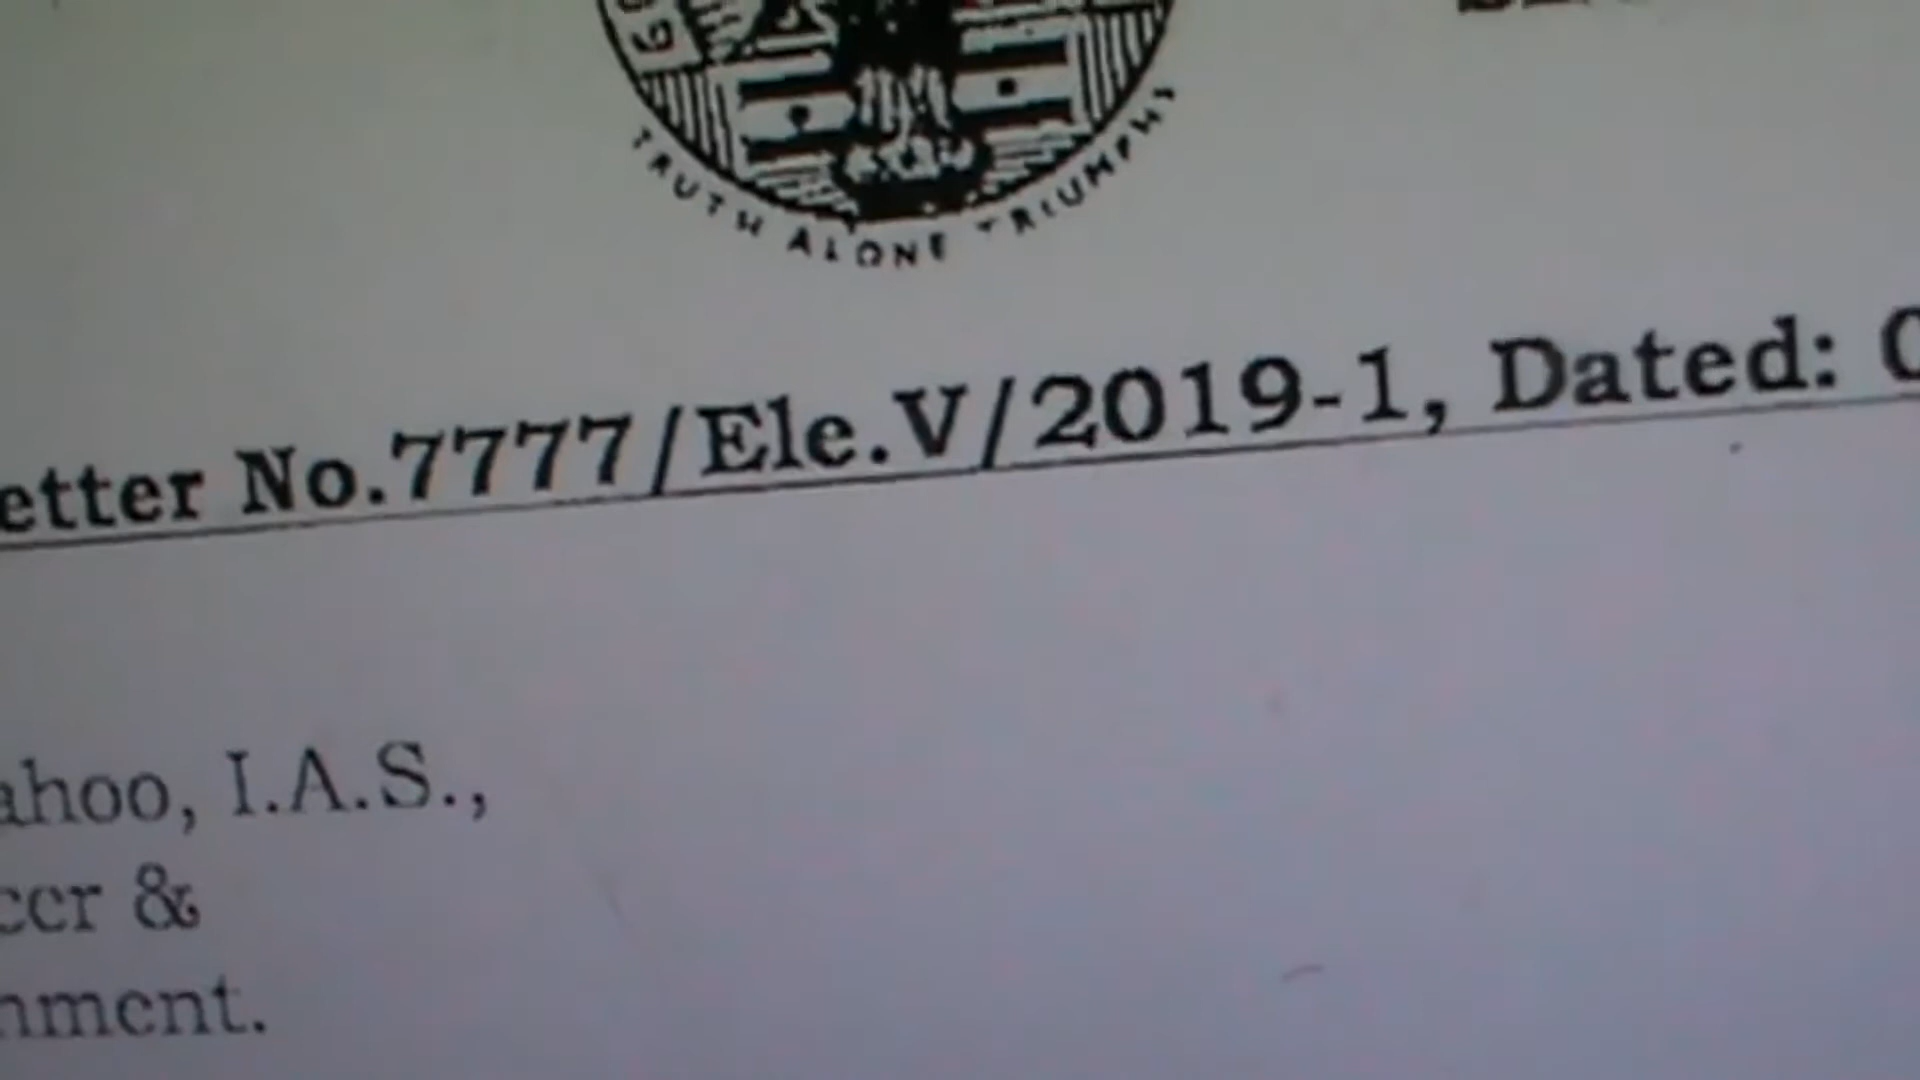 TRUTH ALONE TRIUMPHS
etter No.7777/Ele.V/2019-1, Dated:
ahoo, I.A.S.,
cer &
nment.